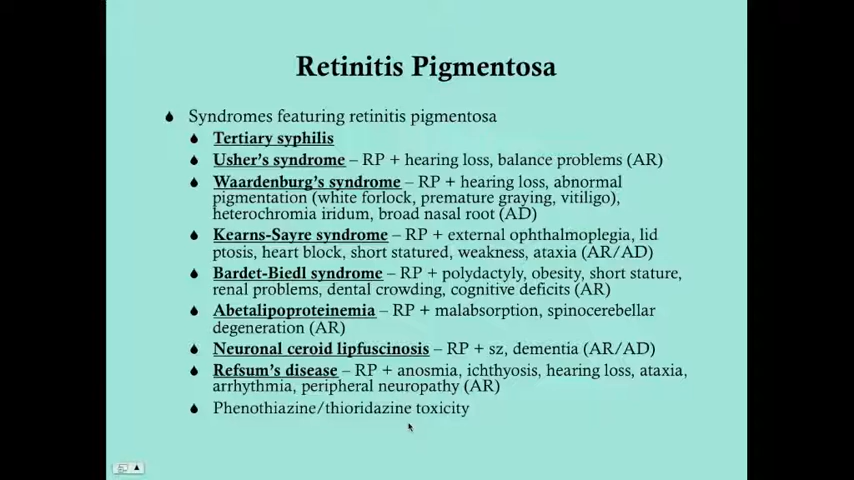 Retinitis Pigmentosa
Syndromes featuring retinitis pigmentosa
Tertiary syphilis
Usher's syndrome – RP + hearing loss, balance problems (AR)
Waardenburg's syndrome – RP + hearing loss, abnormal
pigmentation (white forlock, premature graying, vitiligo),
heterochromia iridum, broad nasal root (AD)
Kearns-Sayre syndrome – RP + external ophthalmoplegia, lid
ptosis, heart block, short statured, weakness, ataxia (AR/AD)
Bardet-Biedl syndrome – RP + polydactyly, obesity, short stature,
renal problems, dental crowding, cognitive deficits (AR)
Abetalipoproteinemia – RP + malabsorption, spinocerebellar
degeneration (AR)
Neuronal ceroid lipfuscinosis – RP + sz, dementia (AR/AD)
Refsum's disease – RP + anosmia, ichthyosis, hearing loss, ataxia,
arrhythmia, peripheral neuropathy (AR)
Phenothiazine/thioridazine toxicity